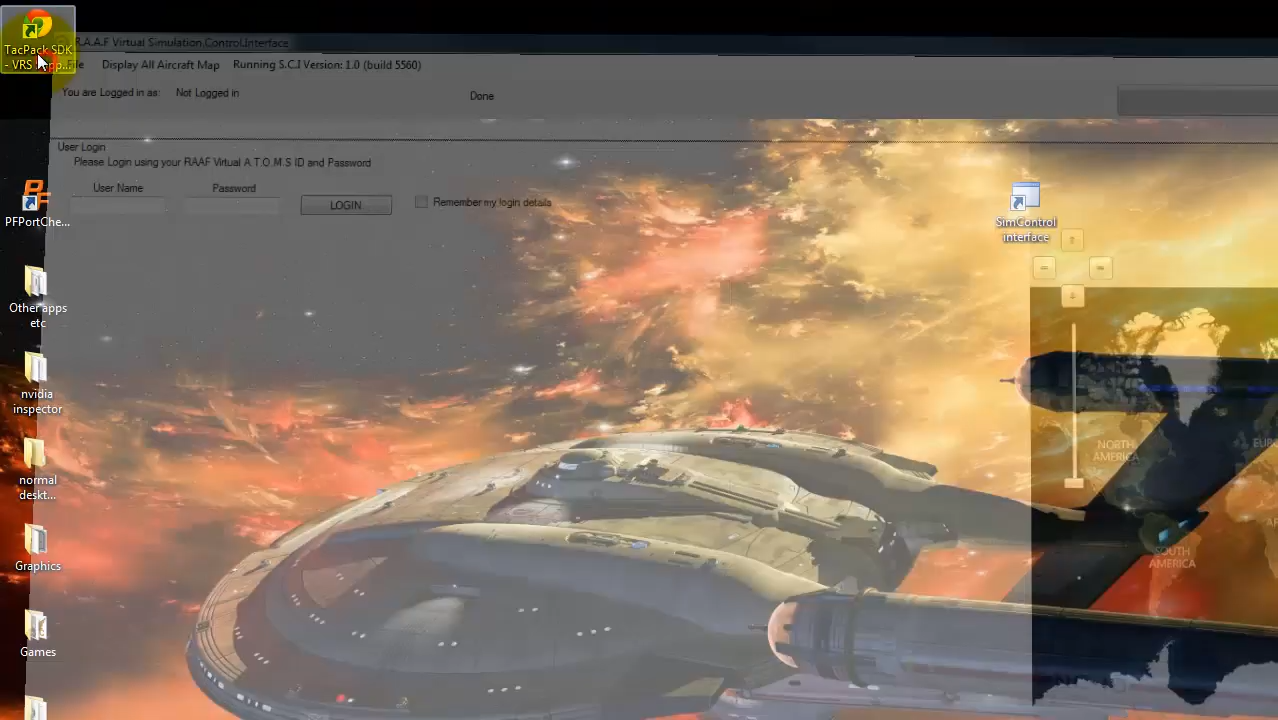 TacPack SDK
- VRS Supp...
R.A.A.F Virtual Simulation Control Interface
File
Display All Aircraft Map
Running S.C.I Version: 1.0 (build 5560)
You are Logged in as:
Not Logged in
Done
User Login
Please Login using your RAAF Virtual A.T.O.M.S ID and Password
User Name
Password
LOGIN
Remember my login details
PFPortChe...
SimControl
interface
Other apps
etc
nvidia
inspector
NORTH
AMERICA
normal
deskt...
SOUTH
AMERICA
Graphics
Games